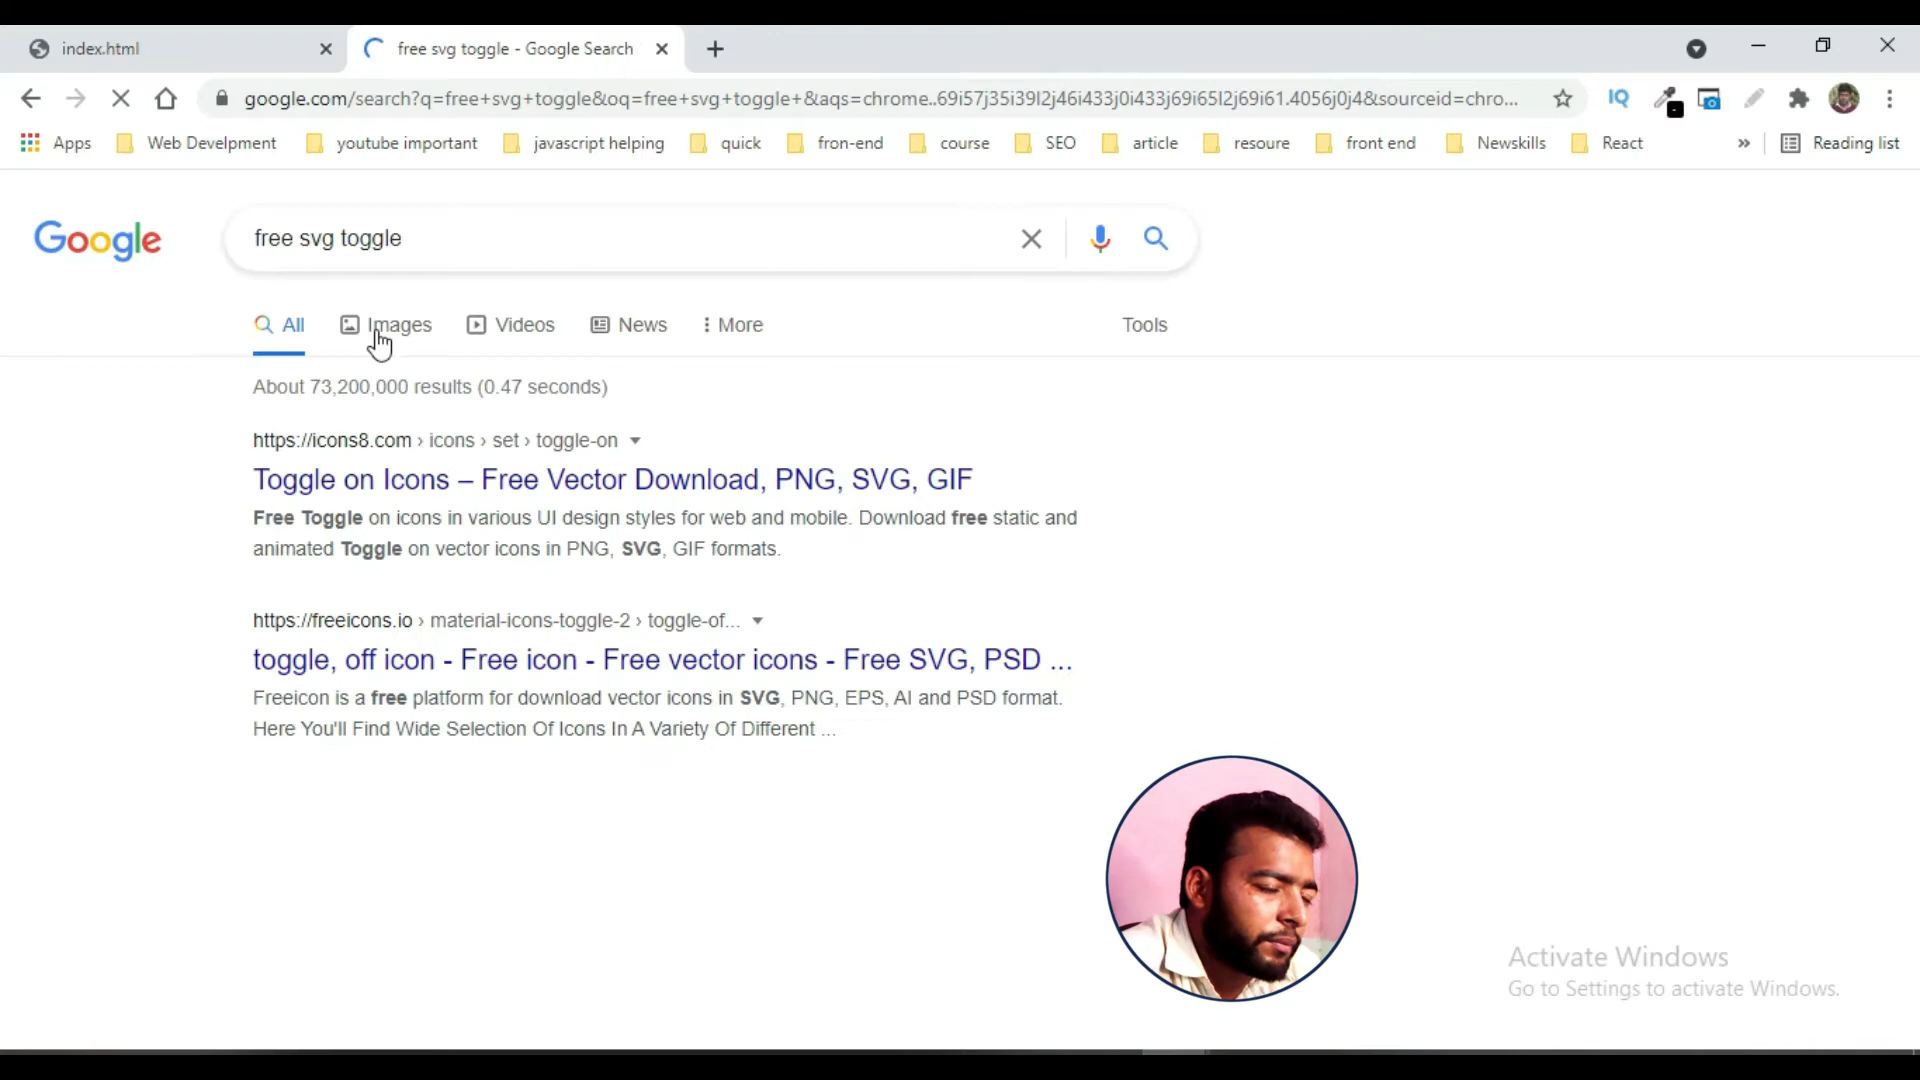 index.html
free svg toggle - Google Search
google.com/search?q=free+svg+toggle&oq=free+svg+toggle+&aqs=chrome..69i57j35i39l2j46i433j0i433j69i65l2j69i61.4056j0j4&sourceid=chro...
IQ
Apps
Web Develpment
youtube important
javascript helping
quick
fron-end
course
SEO
article
resoure
front end
Newskills
React
»
Reading list
Google
free svg toggle
All
Images
Videos
News
More
Tools
About 73,200,000 results (0.47 seconds)
https://icons8.com › icons › set › toggle-on
Toggle on Icons – Free Vector Download, PNG, SVG, GIF
Free Toggle on icons in various UI design styles for web and mobile. Download free static and
animated Toggle on vector icons in PNG, SVG, GIF formats.
https://freeicons.io › material-icons-toggle-2 › toggle-of...
toggle, off icon - Free icon - Free vector icons - Free SVG, PSD ...
Freeicon is a free platform for download vector icons in SVG, PNG, EPS, AI and PSD format.
Here You'll Find Wide Selection Of Icons In A Variety Of Different ...
Activate Windows
Go to Settings to activate Windows.